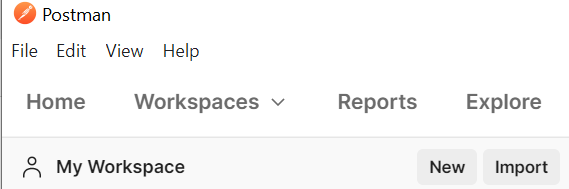 Postman
File Edit View Help
Home Workspaces Reports Explore
My Workspace New Import